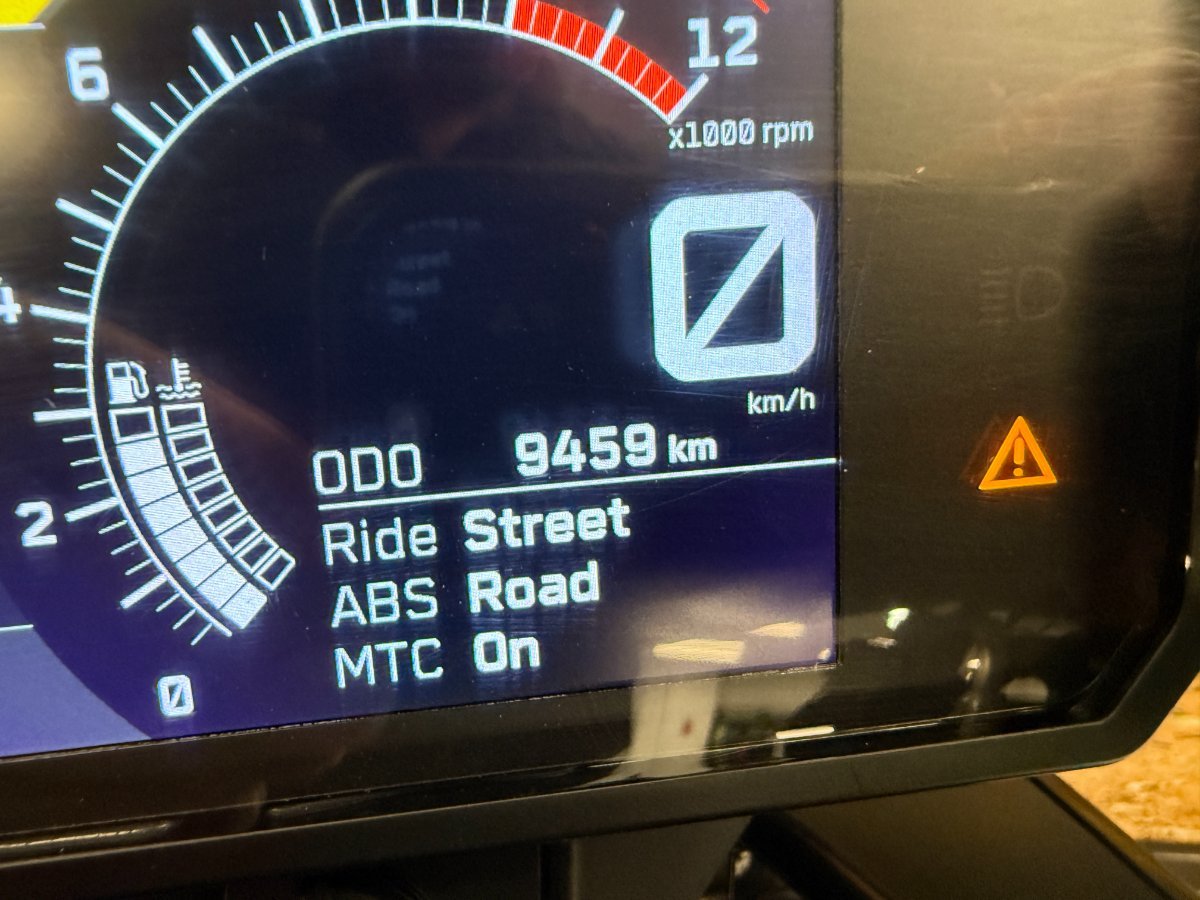 6
12
x1000 rpm
4
0
km/h
ODO 9459 km
2
Ride Street
ABS Road
MTC On
0